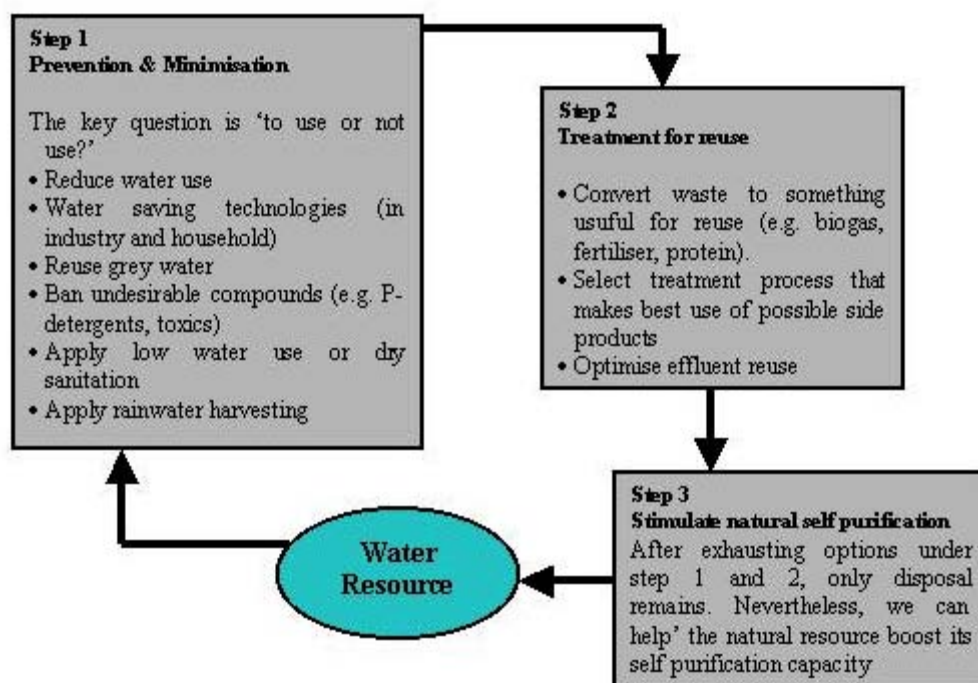 Step 1
Prevention & Minimisation
The key question is ‘to use or not
use?’
• Reduce water use
• Water saving technologies (in
industry and household)
• Reuse grey water
• Ban undesirable compounds (e.g. P-
detergents, toxics)
• Apply low water use or dry
sanitation
• Apply rainwater harvesting
Step 2
Treatment for reuse
• Convert waste to something
usuful for reuse (e.g. biogas,
fertiliser, protein).
• Select treatment process that
makes best use of possible side
products
• Optimise effluent reuse
Step 3
Stimulate natural self purification
After exhausting options under
step 1 and 2, only disposal
remains. Nevertheless, we can
help’ the natural resource boost its
self purification capacity
Water
Resource